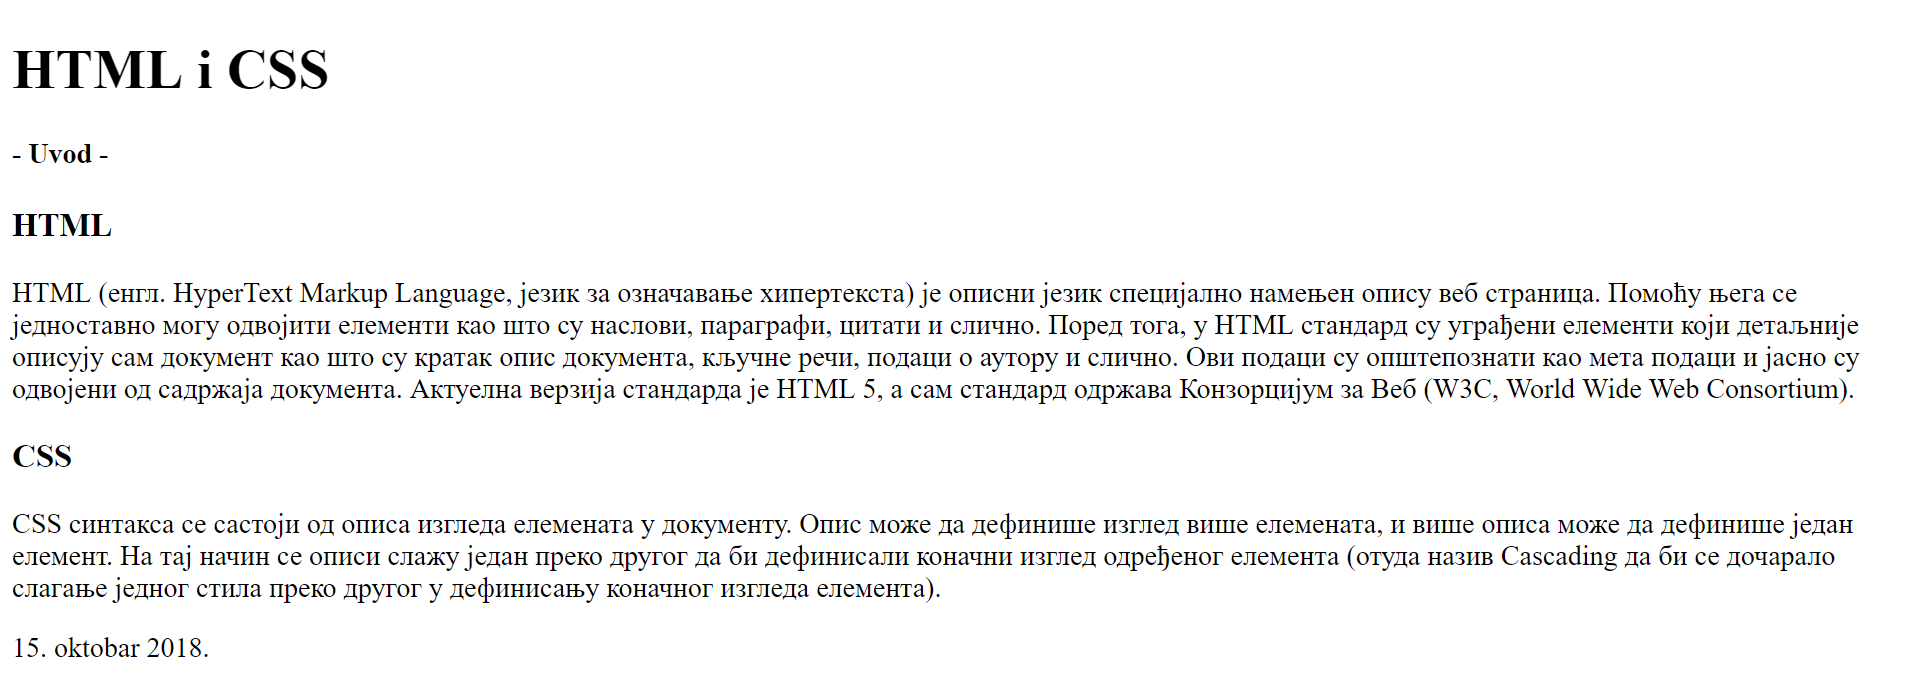 HTML i CSS
- Uvod -
HTML
HTML (енгл. HyperText Markup Language, језик за означавање хипертекста) је описни језик специјално намењен опису веб страница. Помоћу њега се
једноставно могу одвојити елементи као што су наслови, параграфи, цитати и слично. Поред тога, у HTML стандард су уграђени елементи који детаљније
описују сам документ као што су кратак опис документа, кључне речи, подаци о аутору и слично. Ови подаци су општепознати као мета подаци и јасно су
одвојени од садржаја документа. Актуелна верзија стандарда је HTML 5, а сам стандард одржава Конзорцијум за Веб (W3C, World Wide Web Consortium).
CSS
CSS синтакса се састоји од описа изгледа елемената у документу. Опис може да дефинише изглед више елемената, и више описа може да дефинише један
елемент. На тај начин се описи слажу један преко другог да би дефинисали коначни изглед одређеног елемента (отуда назив Cascading да би се дочарало
слагање једног стила преко другог у дефинисању коначног изгледа елемента).
15. oktobar 2018.